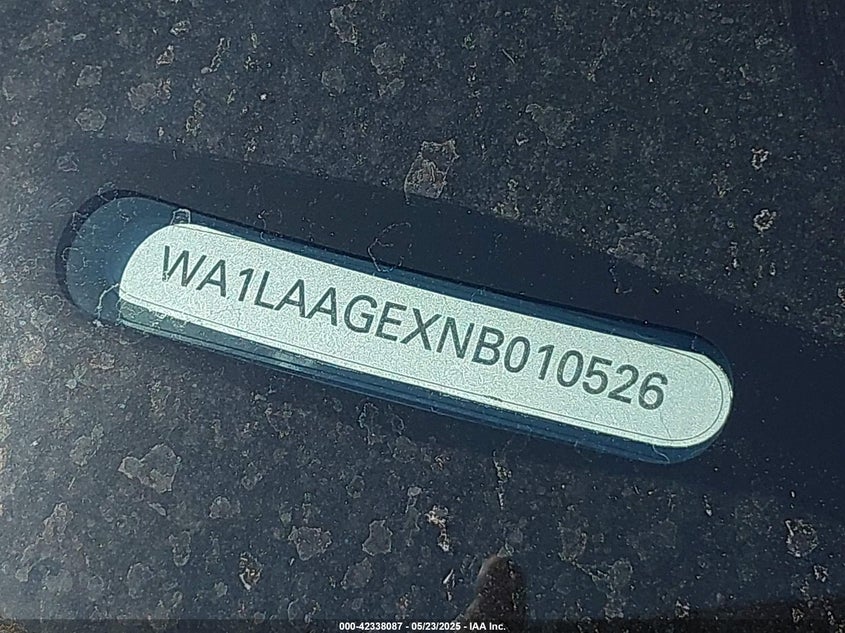 WA1LAAGEXNB010526
000-42338087 - 05/23/2025 - IAA Inc.